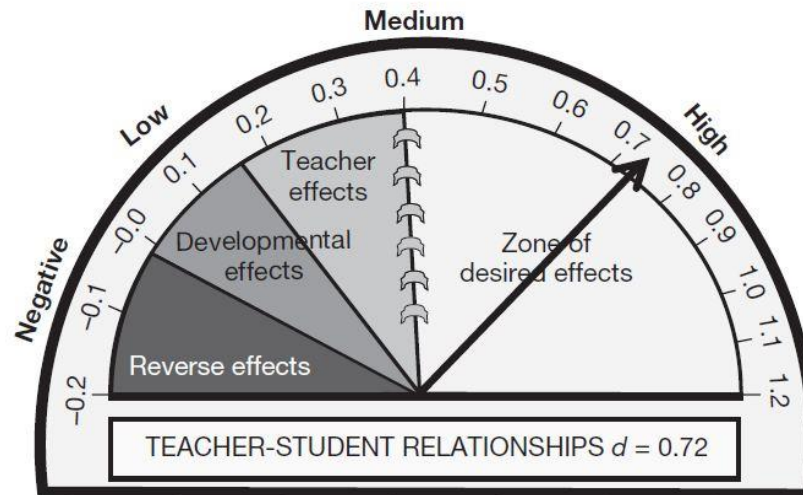 Medium
Low
High
Negative
-0.2
-0.1
-0.0
0.1
0.2
0.3
0.4
0.5
0.6
0.7
0.8
0.9
1.0
1.1
1.2
Teacher
effects
Developmental
effects
Reverse effects
Zone of
desired effects
TEACHER-STUDENT RELATIONSHIPS d = 0.72